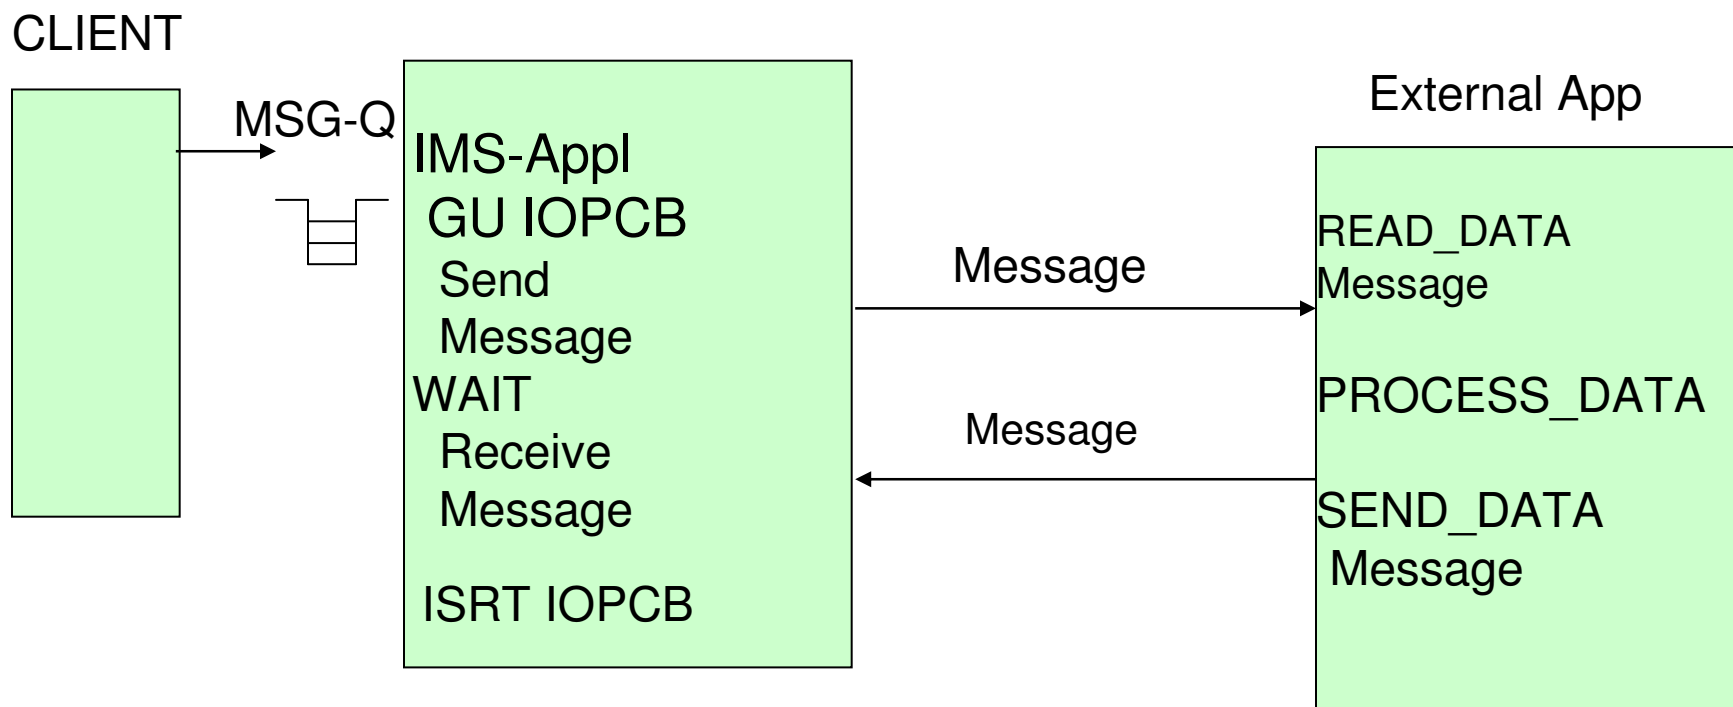 CLIENT
MSG-Q
IMS-Appl
GU IOPCB
Send
Message
WAIT
Receive
Message
ISRT IOPCB
Message
Message
External App
READ_DATA
Message
PROCESS_DATA
SEND_DATA
Message